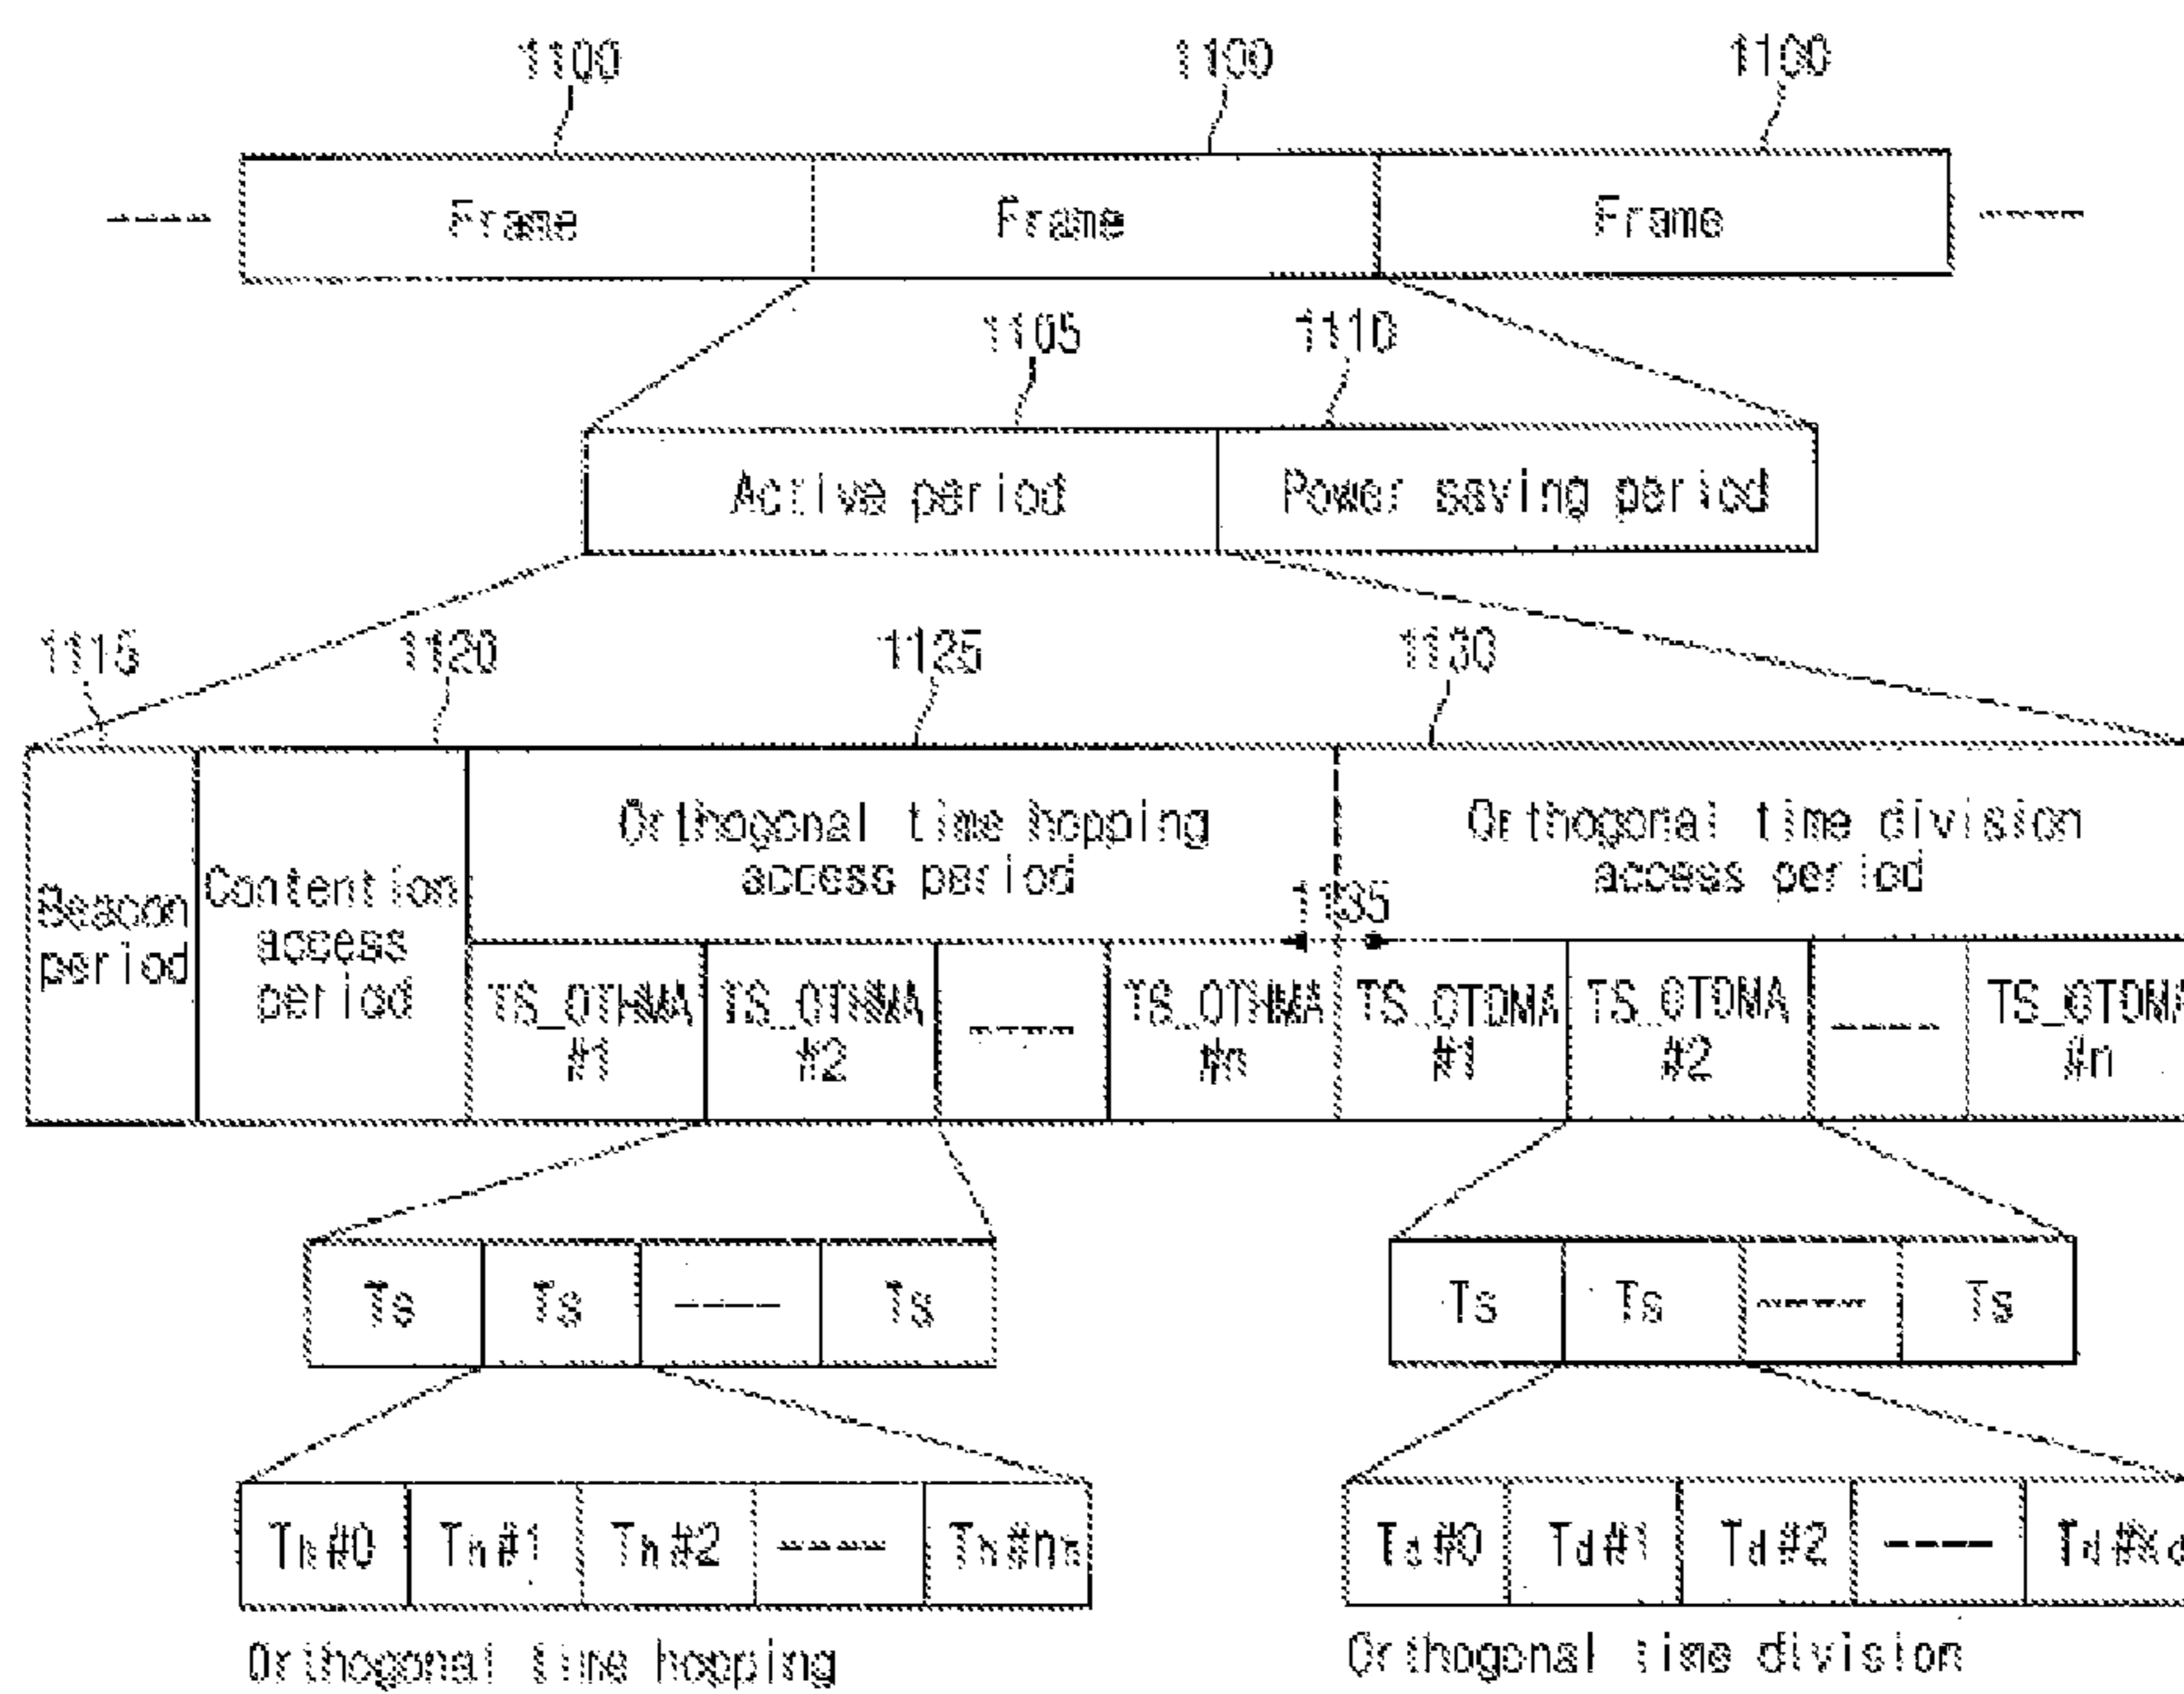 1100 1100 1100
Frame Frame Frame
1105 1110
Active period Power saving period
1115 1120 1125 1130
Orthogonal time hopping
access period
Orthogonal time division
access period
Beacon
period
Contention
access
period
1135
TS_OTHMA
#1
TS_OTHMA
#2
TS_OTHMA
#n
TS_OTDMA
#1
TS_OTDMA
#2
TS_OTDMA
#n
Ts Ts Ts
Ts Ts Ts
Th#0 Th#1 Th#2
Td#0 Td#1 Td#2
Orthogonal time hopping
Orthogonal time division